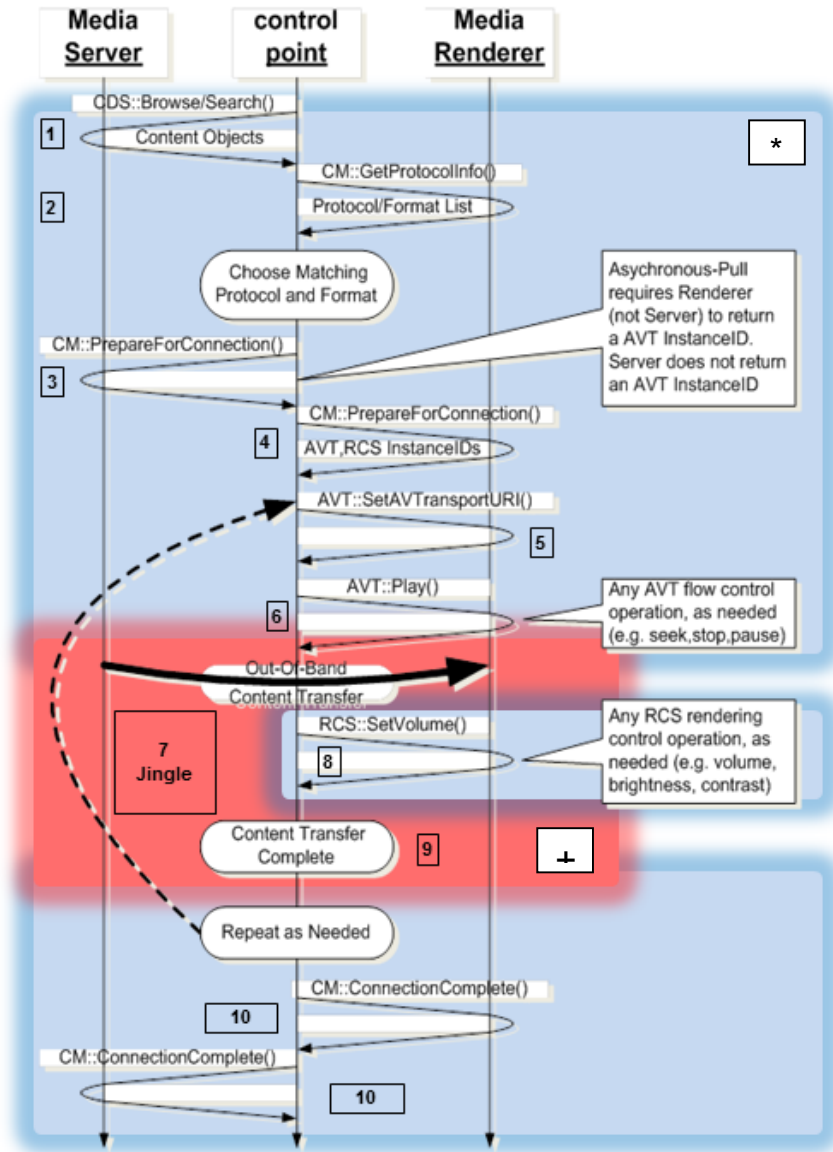 Media
Server
control
point
Media
Renderer
CDS::Browse/Search()
1
Content Objects
*
CM::GetProtocolInfo()
2
Protocol/Format List
Choose Matching
Protocol and Format
Asychronous-Pull
requires Renderer
(not Server) to return
a AVT InstanceID.
Server does not return
an AVT InstanceID
CM::PrepareForConnection()
3
CM::PrepareForConnection()
4
AVT,RCS InstanceIDs
AVT::SetAVTransportURI()
5
AVT::Play()
6
Any AVT flow control
operation, as needed
(e.g. seek,stop,pause)
Out-Of-Band
Content Transfer
RCS::SetVolume()
7
Jingle
8
Any RCS rendering
control operation, as
needed (e.g. volume,
brightness, contrast)
Content Transfer
Complete
9
Repeat as Needed
CM::ConnectionComplete()
10
CM::ConnectionComplete()
10